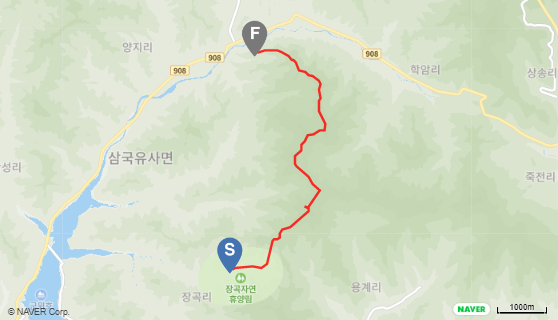 F
양지리
908
908
908
학암리
상송리
삼국유사면
성리
죽전리
S
장곡자연
휴양림
장곡리
용계리
© NAVER Corp.
NAVER
1000m